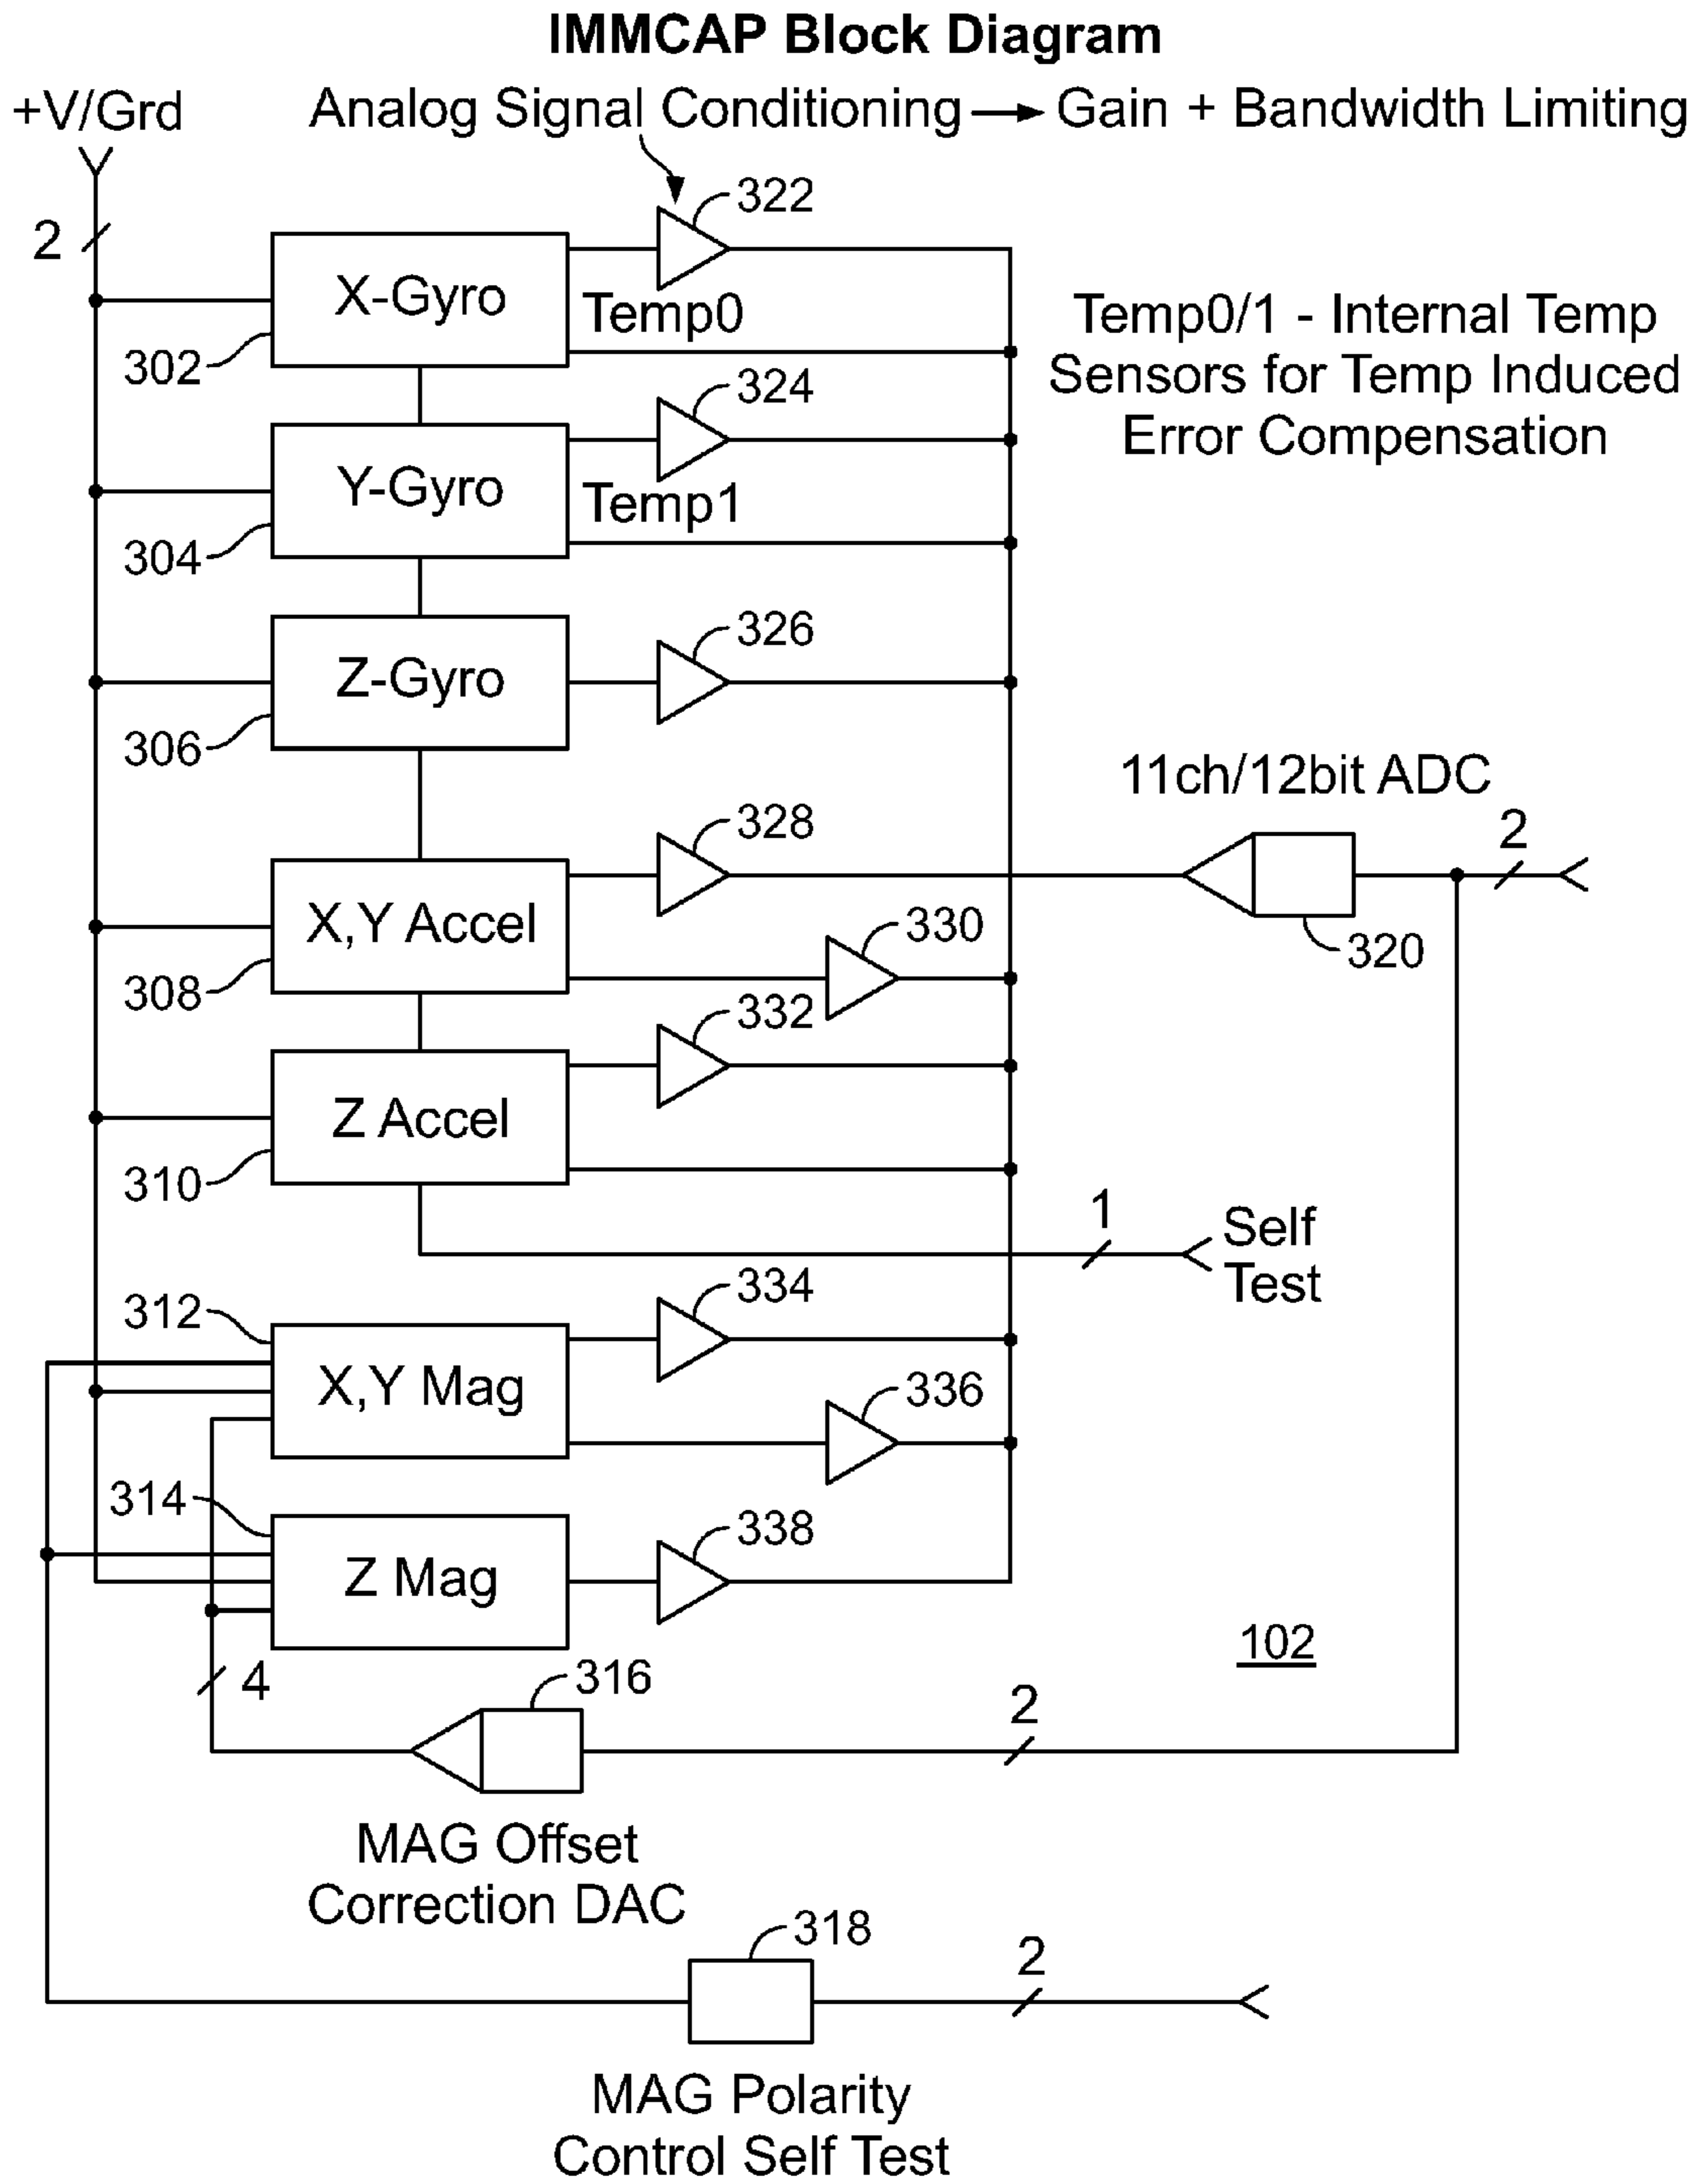 IMMCAP Block Diagram
+V/Grd
Analog Signal Conditioning
Gain + Bandwidth Limiting
322
2
X-Gyro
Temp0
302
Temp0/1 - Internal Temp
Sensors for Temp Induced
Error Compensation
324
Y-Gyro
Temp1
304
326
Z-Gyro
306
11ch/12bit ADC
328
2
X,Y Accel
330
320
308
332
Z Accel
310
1
Self
Test
334
312
X,Y Mag
336
314
338
Z Mag
102
4
316
2
MAG Offset
Correction DAC
318
2
MAG Polarity
Control Self Test